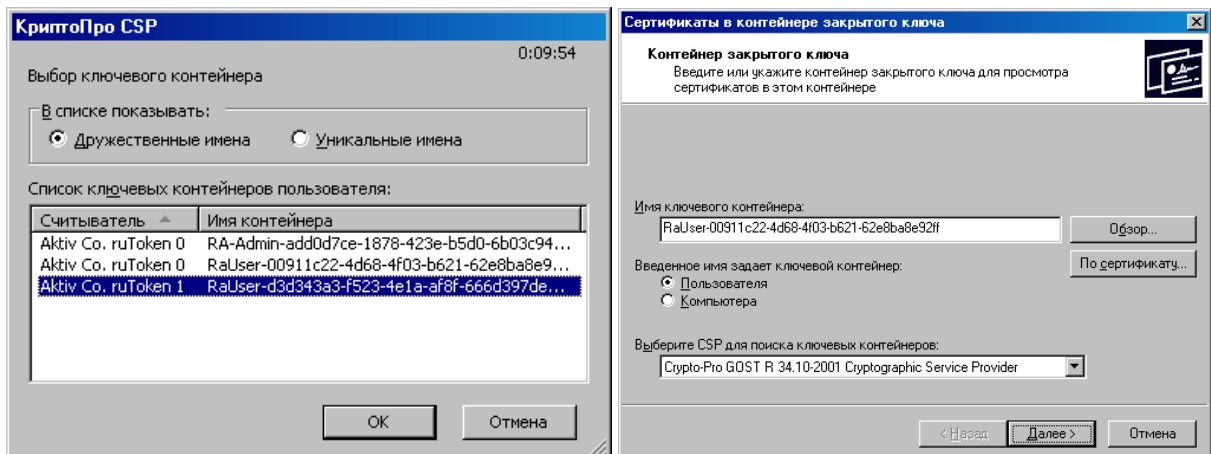 КриптоПро CSP
0:09:54
Выбор ключевого контейнера
В списке показывать:
Дружественные имена Уникальные имена
Список ключевых контейнеров пользователя:
Считыватель Имя контейнера
Aktiv Co. ruToken 0 RA-Admin-add0d7ce-1878-423e-b5d0-6b03c94...
Aktiv Co. ruToken 0 RaUser-00911c22-4d68-4f03-b621-62e8ba8e9...
Aktiv Co. ruToken 1 RaUser-d3d343a3-f523-4e1a-af8f-666d397de...
OK Отмена
Сертификаты в контейнере закрытого ключа
Контейнер закрытого ключа
Введите или укажите контейнер закрытого ключа для просмотра
сертификатов в этом контейнере
Имя ключевого контейнера:
RaUser-00911c22-4d68-4f03-b621-62e8ba8e92ff Обзор...
Введенное имя задает ключевой контейнер: По сертификату...
Пользователя
Компьютера
Выберите CSP для поиска ключевых контейнеров:
Crypto-Pro GOST R 34.10-2001 Cryptographic Service Provider
< Назад Далее > Отмена